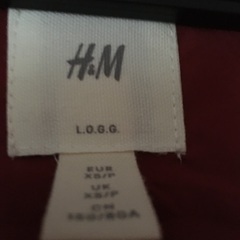 H&M
L.O.G.G.
EUR
XS/P
UK
XS/P
CN
160/80A